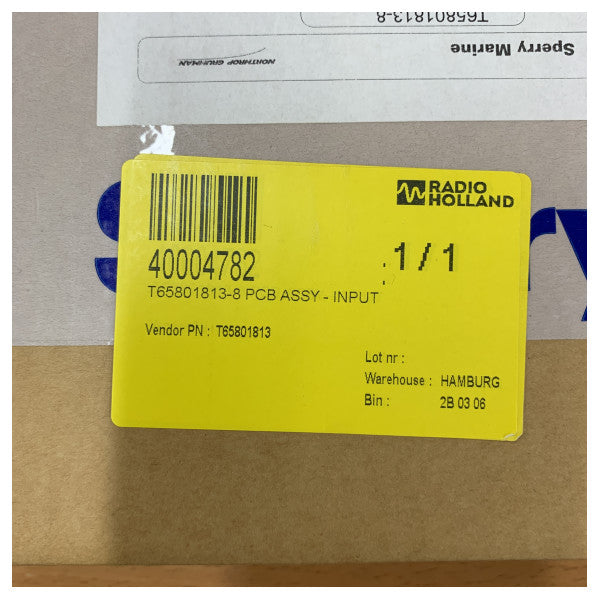 T65801813-8
Sperry Marine
NORTHROP GRUMMAN
RADIO
HOLLAND
40004782
1 / 1
T65801813-8 PCB ASSY - INPUT
Vendor PN : T65801813
Lot nr :
Warehouse : HAMBURG
Bin : 2B 03 06